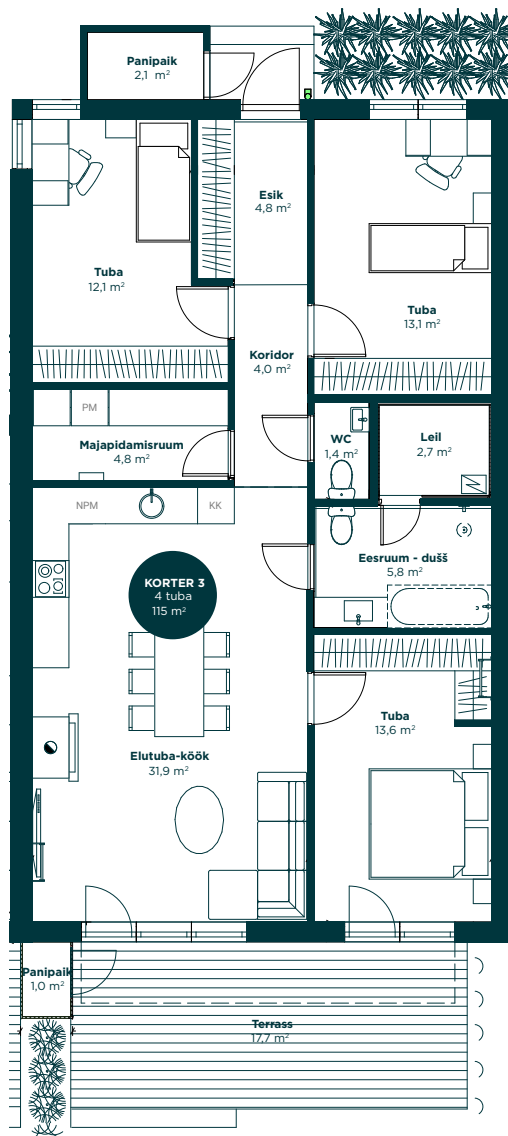 Panipaik
2,1 m²
Esik
4,8 m²
Tuba
12,1 m²
Tuba
13,1 m²
Koridor
4,0 m²
PM
Majapidamisruum
4,8 m²
WC
1,4 m²
Leil
2,7 m²
NPM
KK
Eesruum - dušš
5,8 m²
KORTER 3
4 tuba
115 m²
Tuba
13,6 m²
Elutuba-köök
31,9 m²
Panipaik
1,0 m²
Terrass
17,7 m²